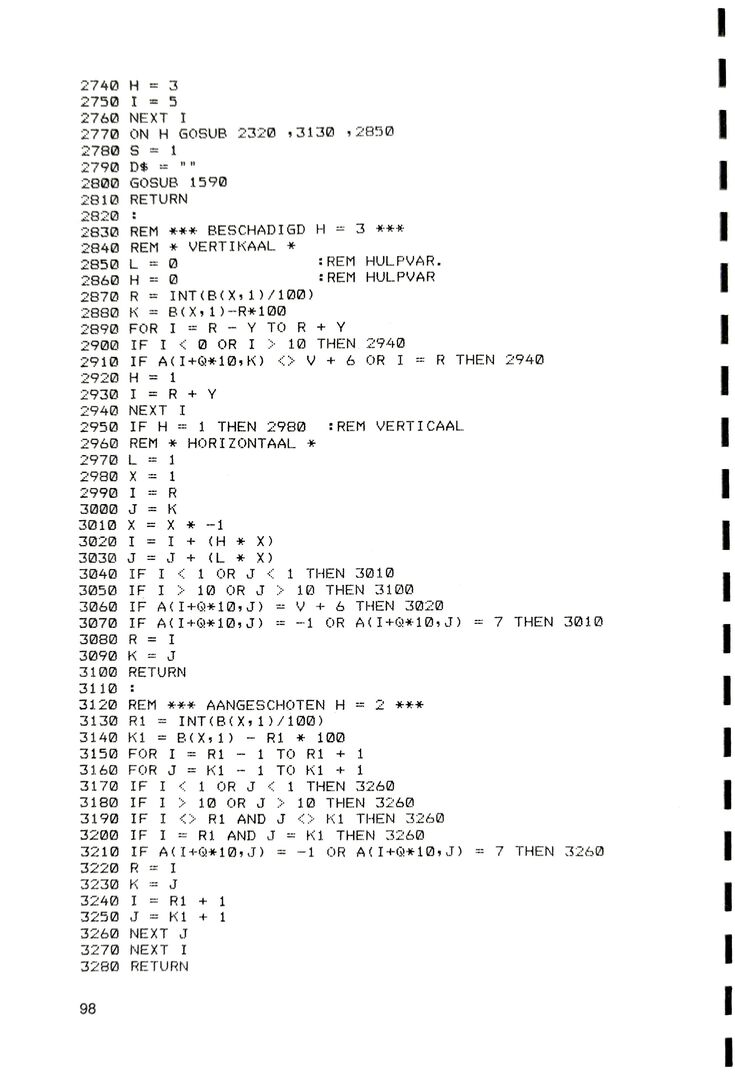 2740 H = 3
2750 I = 5
2760 NEXT I
2770 ON H GOSUB 2320 ,3130 ,2850
2780 S = 1
2790 D$ = ""
2800 GOSUB 1590
2810 RETURN
2820 :
2830 REM *** BESCHADIGD H = 3 ***
2840 REM * VERTIKAAL *
2850 L = 0 :REM HULPVAR.
2860 H = 0 :REM HULPVAR
2870 R = INT(B(X,1)/100)
2880 K = B(X,1)-R*100
2890 FOR I = R - Y TO R + Y
2900 IF I < 0 OR I > 10 THEN 2940
2910 IF A(I+Q*10,K) <> V + 6 OR I = R THEN 2940
2920 H = 1
2930 I = R + Y
2940 NEXT I
2950 IF H = 1 THEN 2980 :REM VERTICAAL
2960 REM * HORIZONTAAL *
2970 L = 1
2980 X = 1
2990 I = R
3000 J = K
3010 X = X * -1
3020 I = I + (H * X)
3030 J = J + (L * X)
3040 IF I < 1 OR J < 1 THEN 3010
3050 IF I > 10 OR J > 10 THEN 3100
3060 IF A(I+Q*10,J) = V + 6 THEN 3020
3070 IF A(I+Q*10,J) = -1 OR A(I+Q*10,J) = 7 THEN 3010
3080 R = I
3090 K = J
3100 RETURN
3110 :
3120 REM *** AANGESCHOTEN H = 2 ***
3130 R1 = INT(B(X,1)/100)
3140 K1 = B(X,1) - R1 * 100
3150 FOR I = R1 - 1 TO R1 + 1
3160 FOR J = K1 - 1 TO K1 + 1
3170 IF I < 1 OR J < 1 THEN 3260
3180 IF I > 10 OR J > 10 THEN 3260
3190 IF I <> R1 AND J <> K1 THEN 3260
3200 IF I = R1 AND J = K1 THEN 3260
3210 IF A(I+Q*10,J) = -1 OR A(I+Q*10,J) = 7 THEN 3260
3220 R = I
3230 K = J
3240 I = R1 + 1
3250 J = K1 + 1
3260 NEXT J
3270 NEXT I
3280 RETURN
98